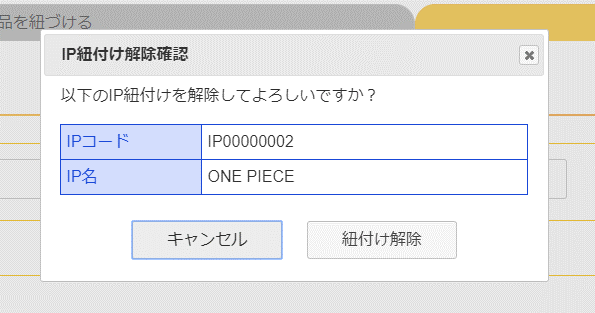 品を紐づける
IP紐付け解除確認
以下のIP紐付けを解除してよろしいですか？
IPコード IP00000002
IP名 ONE PIECE
キャンセル 紐付け解除